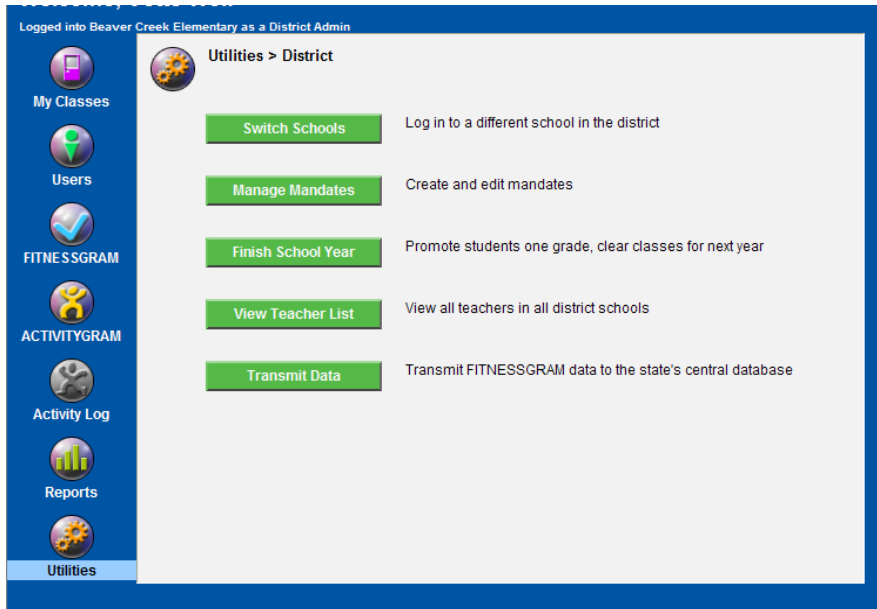 Logged into Beaver Creek Elementary as a District Admin
Utilities > District
My Classes
Users
FITNESSGRAM
ACTIVITYGRAM
Activity Log
Reports
Utilities
Switch Schools Log in to a different school in the district
Manage Mandates Create and edit mandates
Finish School Year Promote students one grade, clear classes for next year
View Teacher List View all teachers in all district schools
Transmit Data Transmit FITNESSGRAM data to the state's central database